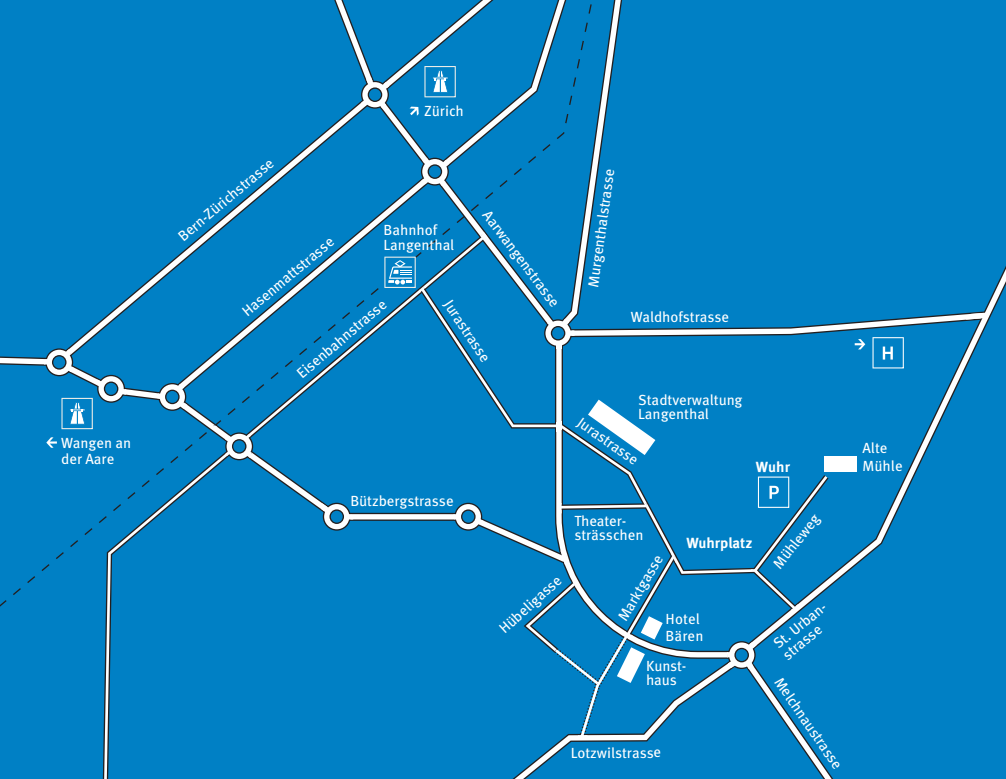 Zürich
Bern-Zürichstrasse
Murgenthalstrasse
Aarwangenstrasse
Bahnhof
Langenthal
Hasenmattstrasse
Eisenbahnstrasse
Jurastrasse
Waldhofstrasse
H
Wangen an
der Aare
Stadtverwaltung
Langenthal
Jurastrasse
Alte
Mühle
Wuhr
P
Bützbergstrasse
Theater-
strässchen
Wuhrplatz
Mühleweg
Marktgasse
Hübeligasse
Hotel
Bären
St. Urban-
strasse
Kunst-
haus
Melchnaustrasse
Lotzwilstrasse